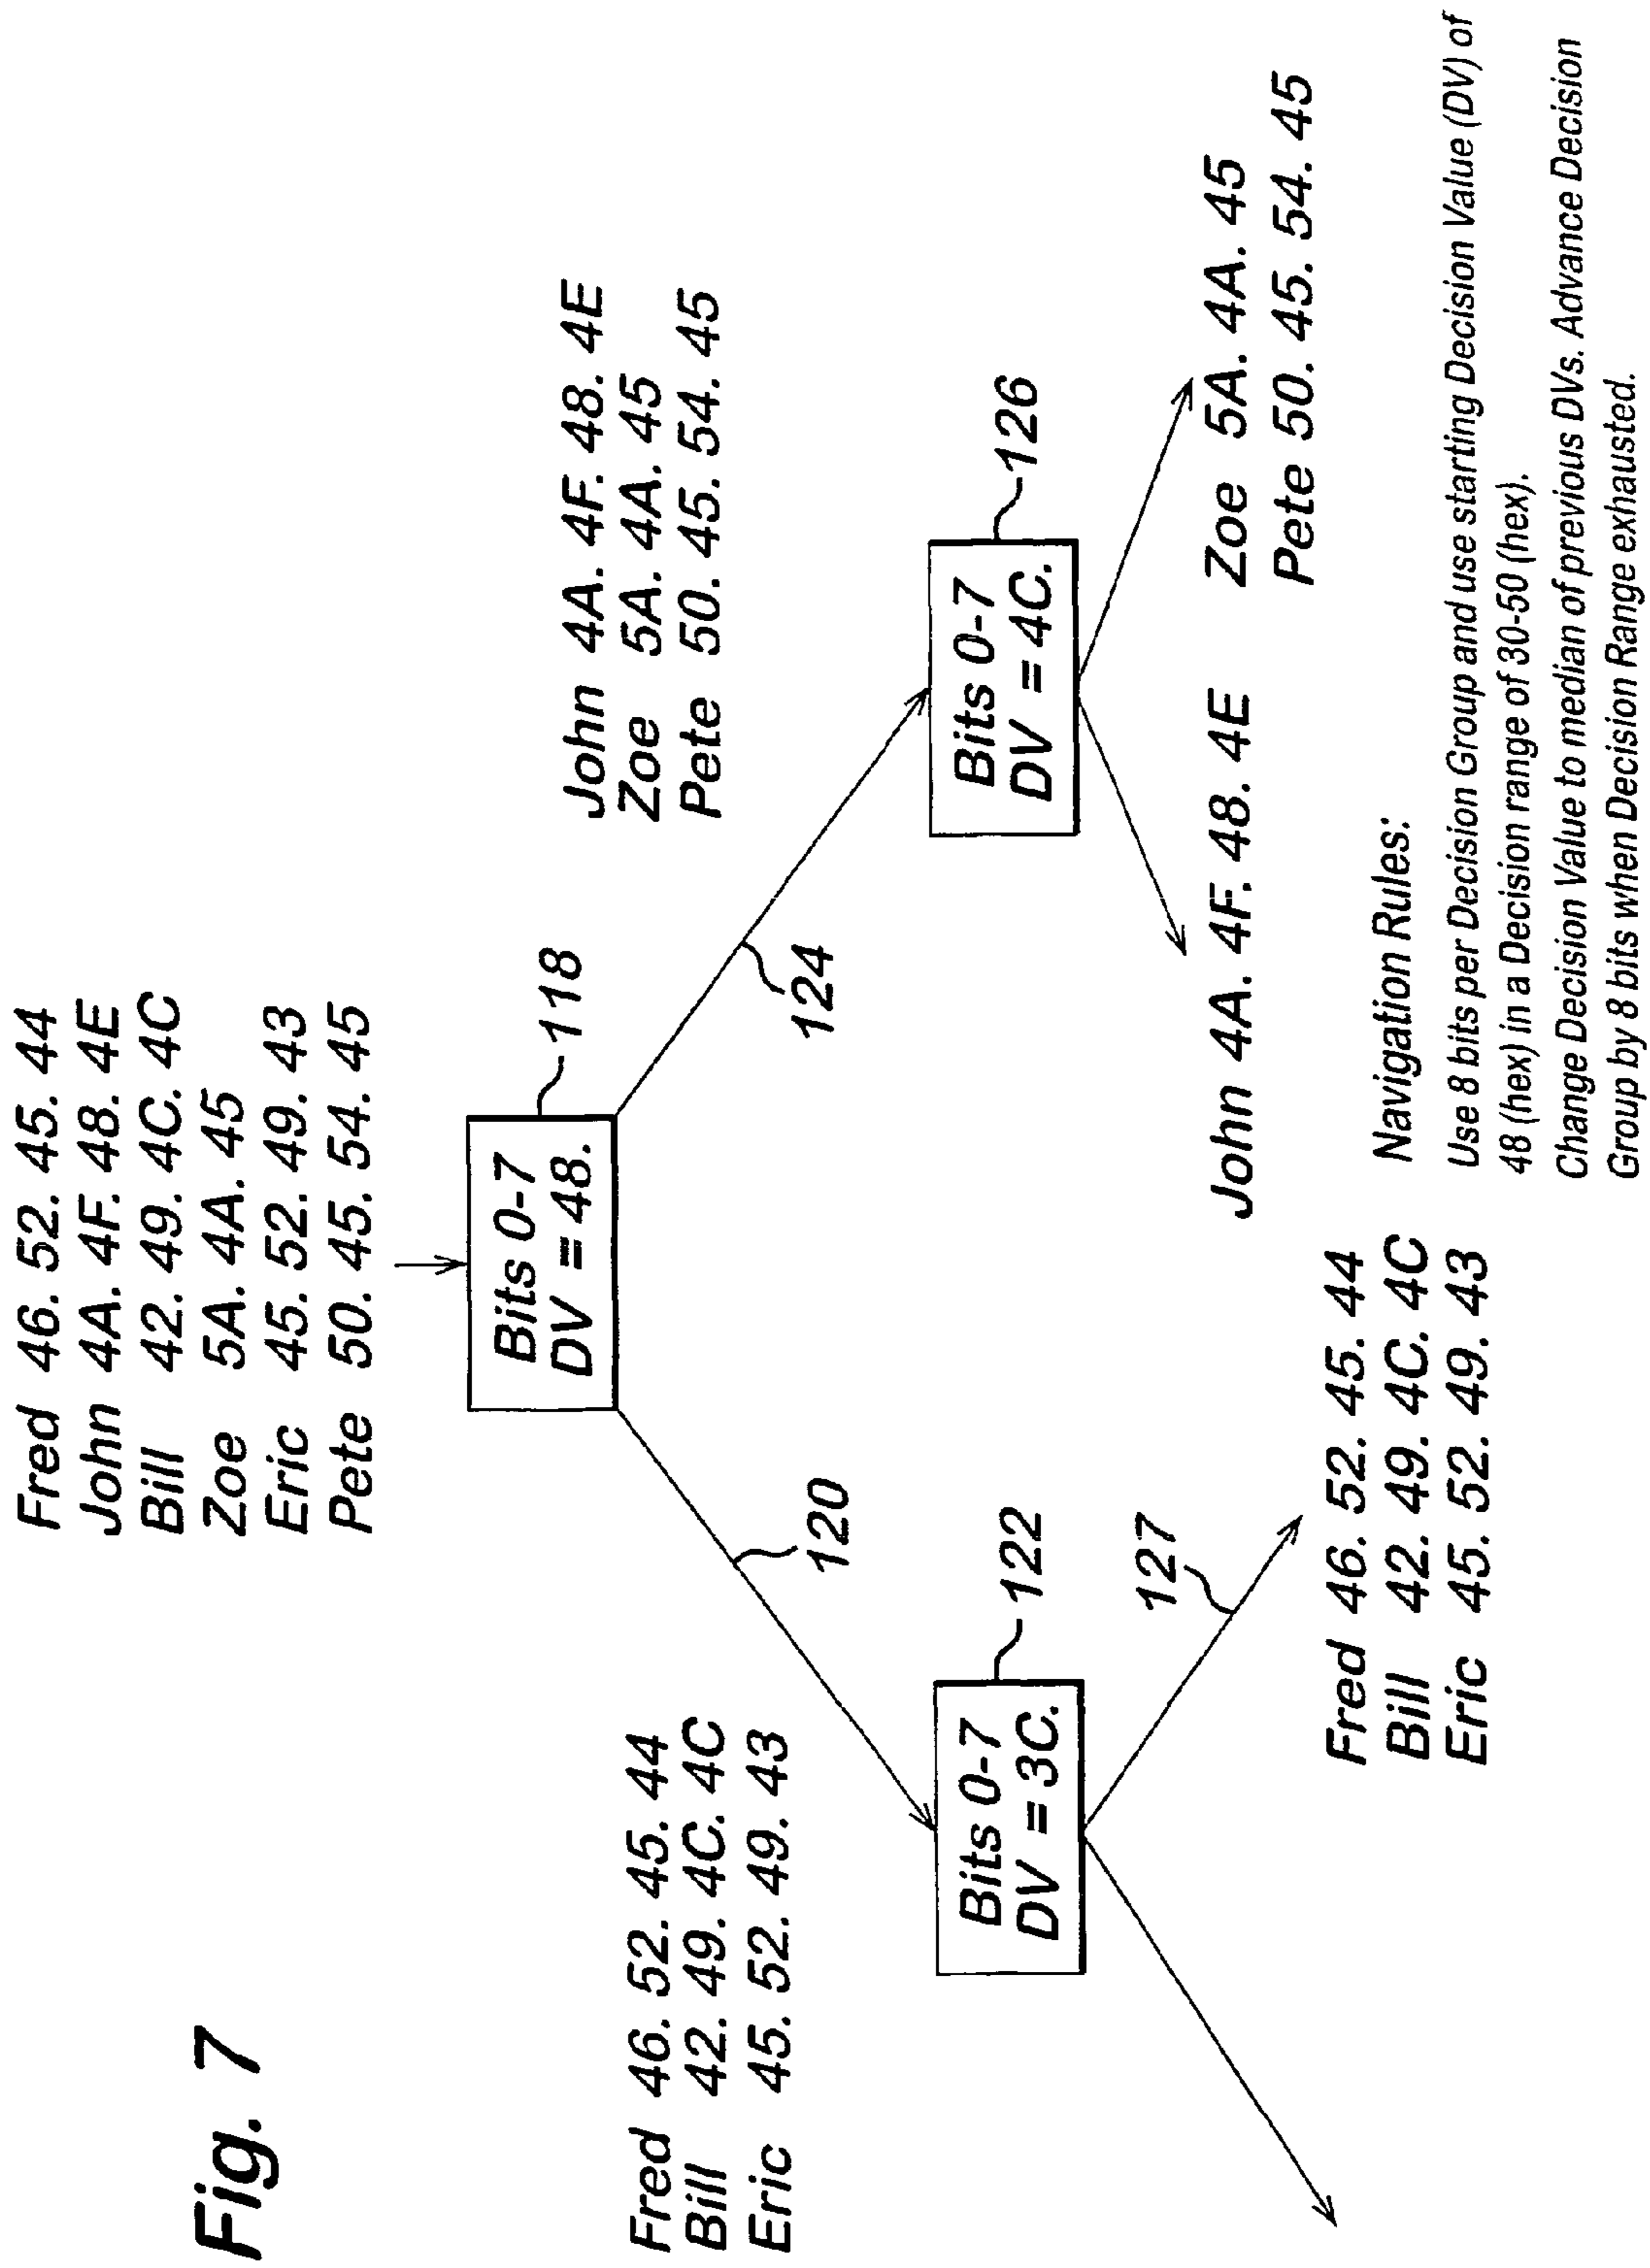 Fig. 7
Fred 46. 52. 45. 44
John 4A. 4F. 48. 4E
Bill 42. 49. 4C. 4C
Zoe 5A. 4A. 45
Eric 45. 52. 49. 43
Pete 50. 45. 54. 45
Bits 0-7
DV = 48.
118
120
124
Fred 46. 52. 45. 44
Bill 42. 49. 4C. 4C
Eric 45. 52. 49. 43
John 4A. 4F. 48. 4E
Zoe 5A. 4A. 45
Pete 50. 45. 54. 45
Bits 0-7
DV = 3C.
122
Bits 0-7
DV = 4C.
126
127
Fred 46. 52. 45. 44
Bill 42. 49. 4C. 4C
Eric 45. 52. 49. 43
John 4A. 4F. 48. 4E
Zoe 5A. 4A. 45
Pete 50. 45. 54. 45
Navigation Rules:
Use 8 bits per Decision Group and use starting Decision Value (DV) of
48 (hex) in a Decision range of 30-50 (hex).
Change Decision Value to median of previous DVs. Advance Decision
Group by 8 bits when Decision Range exhausted.